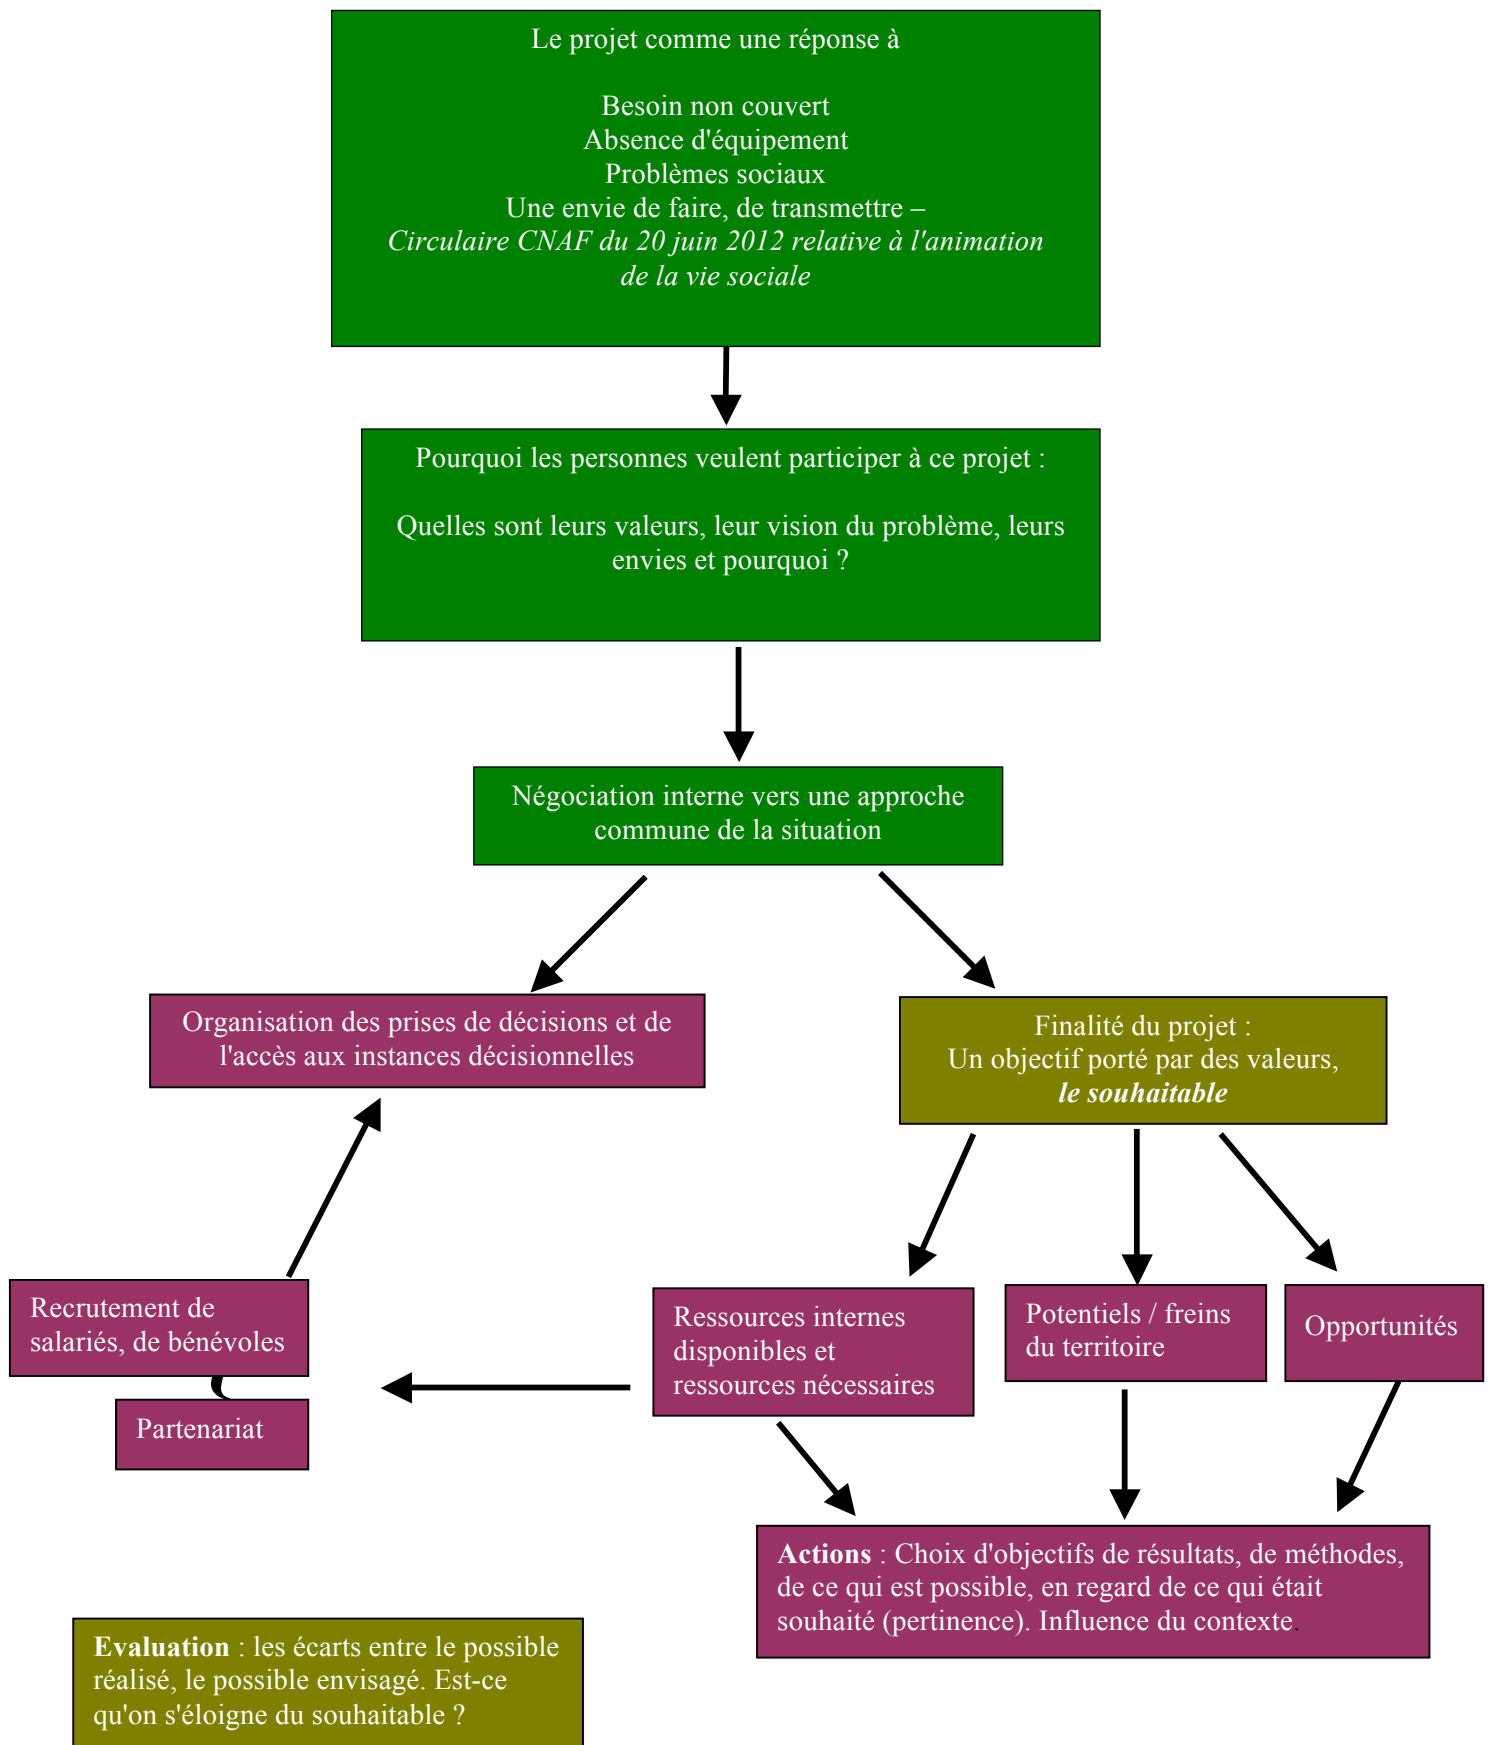 Le projet comme une réponse à
Besoin non couvert
Absence d'équipement
Problèmes sociaux
Une envie de faire, de transmettre –
Circulaire CNAF du 20 juin 2012 relative à l'animation
de la vie sociale
Pourquoi les personnes veulent participer à ce projet :
Quelles sont leurs valeurs, leur vision du problème, leurs
envies et pourquoi ?
Négociation interne vers une approche
commune de la situation
Organisation des prises de décisions et de
l'accès aux instances décisionnelles
Finalité du projet :
Un objectif porté par des valeurs,
le souhaitable
Recrutement de
salariés, de bénévoles
Partenariat
Ressources internes
disponibles et
ressources nécessaires
Potentiels / freins
du territoire
Opportunités
Actions : Choix d'objectifs de résultats, de méthodes,
de ce qui est possible, en regard de ce qui était
souhaité (pertinence). Influence du contexte.
Evaluation : les écarts entre le possible
réalisé, le possible envisagé. Est-ce
qu'on s'éloigne du souhaitable ?